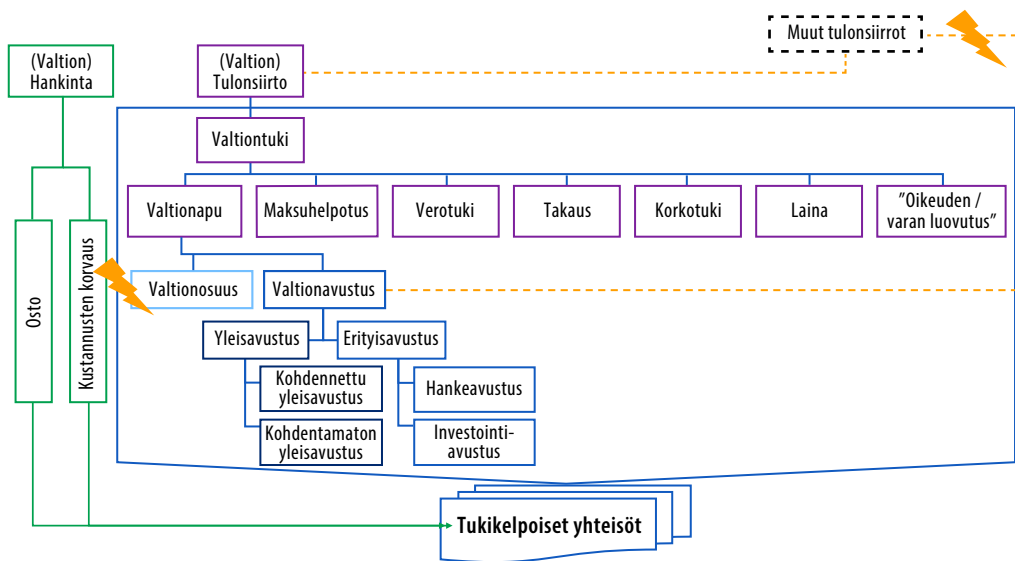 Muut tulonsiirrot
(Valtion)
Hankinta
(Valtion)
Tulonsiirto
Valtiontuki
Valtionapu
Maksuhelpotus
Verotuki
Takaus
Korkotuki
Laina
”Oikeuden /
varan luovutus”
Osto
Kustannusten korvaus
Valtionosuus
Valtionavustus
Yleisavustus
Erityisavustus
Kohdennettu
yleisavustus
Hankeavustus
Kohdentamaton
yleisavustus
Investointi-
avustus
Tukikelpoiset yhteisöt